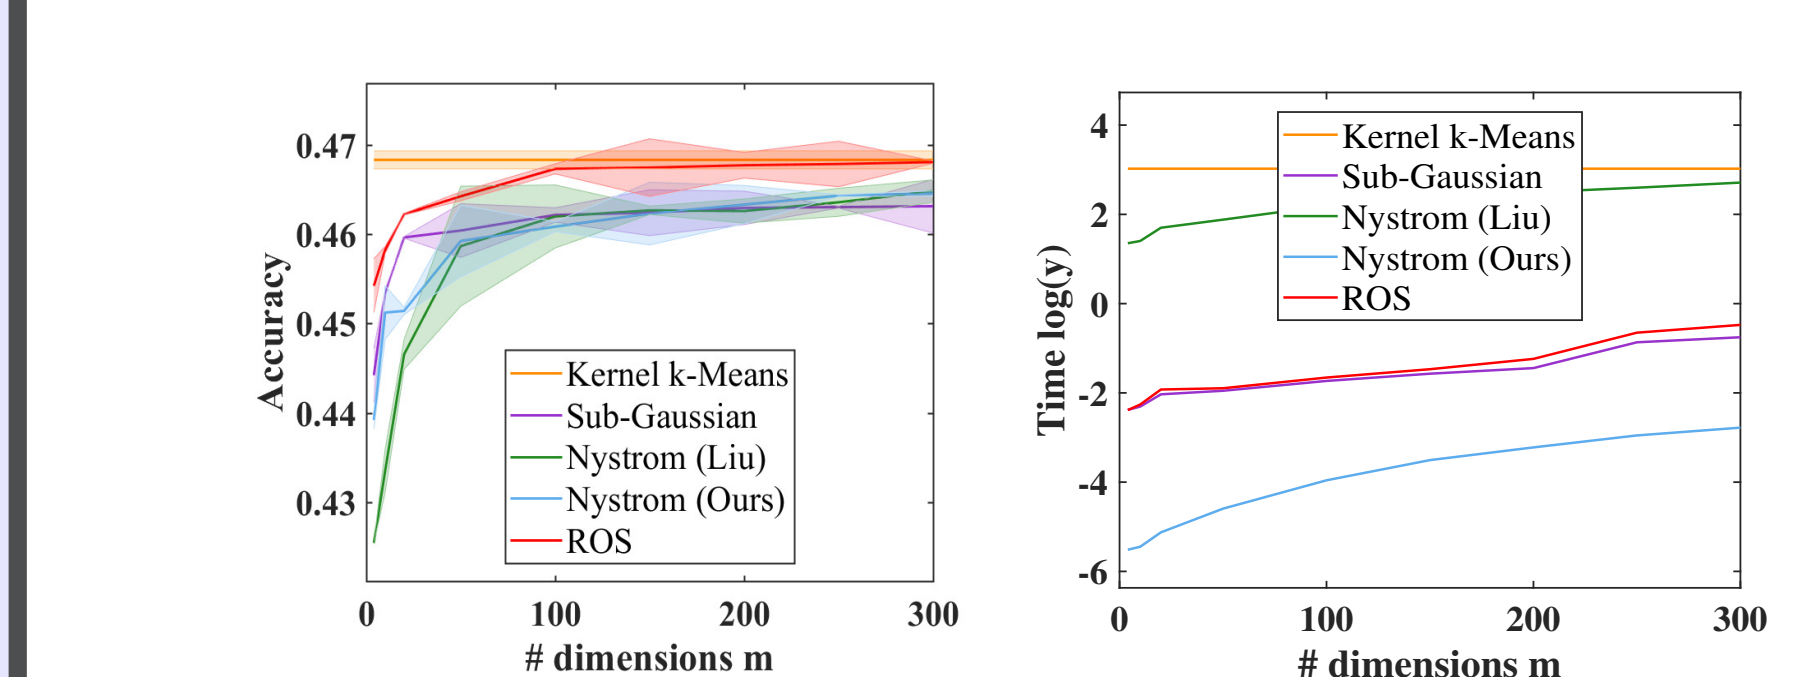 0.47
0.46
0.45
0.44
0.43
Accuracy
Kernel k-Means
Sub-Gaussian
Nystrom (Liu)
Nystrom (Ours)
ROS
0 100 200 300
# dimensions m
4
2
0
-2
-4
-6
Time log(y)
Kernel k-Means
Sub-Gaussian
Nystrom (Liu)
Nystrom (Ours)
ROS
0 100 200 300
# dimensions m